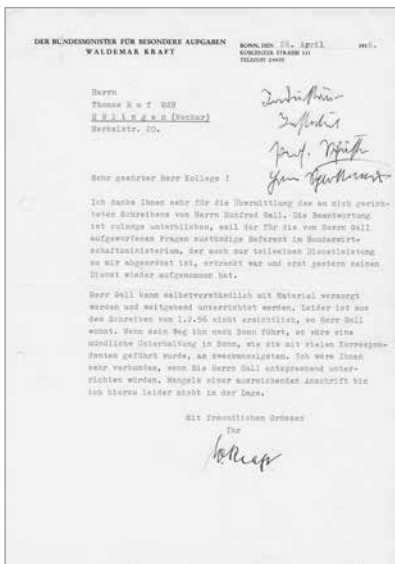 DER BUNDESMINISTER FÜR BESONDERE AUFGABEN
WALDEMAR KRAFT
BONN, DEN 26. April 1956.
KOBLENZER STRASSE
TELEFON
Herrn
Thomas R u f MdB
Eßlingen (Neckar)
Merkelstr. 20.
Sehr geehrter Herr Kollege !
Ich danke Ihnen sehr für die Übermittlung des an mich gerich-
teten Schreibens von Herrn Manfred Gall. Die Beantwortung
ist solange unterblieben, weil der für die vom Herrn Gall
aufgeworfenen Fragen zuständige Referent im Bundeswirt-
schaftsministerium, der auch nur teilweisen Dienstleistung
zu mir abgeordnet ist, erkrankt war und erst gestern seinen
Dienst wieder aufgenommen hat.
Herr Gall kann selbstverständlich mit Material versorgt
werden und weitgehend unterrichtet werden. Leider ist aus
dem Schreiben vom 1.2.56 nicht ersichtlich, wo Herr Gall
wohnt. Wenn sein Weg ihn nach Bonn führt, so wäre eine
mündliche Unterhaltung in Bonn, wie sie mit vielen Korrespon-
denten geführt wurde, am zweckmässigsten. Ich wäre Ihnen
sehr verbunden, wenn Sie Herrn Gall entsprechend unter-
richten würden. Mangels einer ausreichenden Anschrift bin
ich hierzu leider nicht in der Lage.
Mit freundlichen Grüssen
Ihr